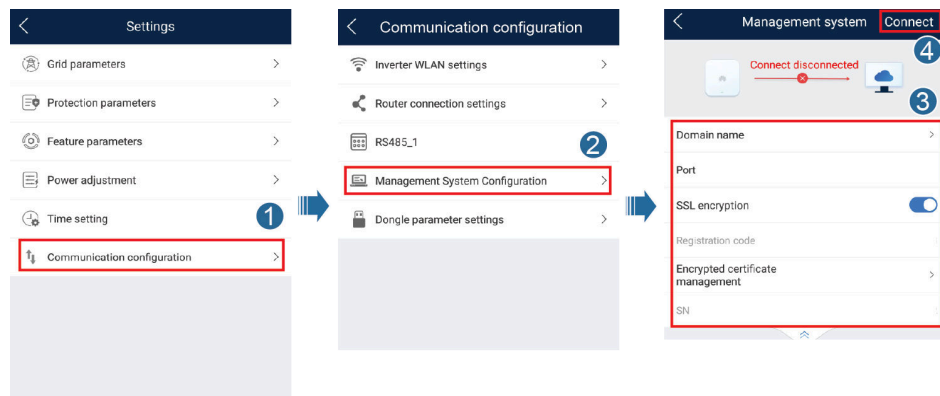 Settings
Grid parameters
Protection parameters
Feature parameters
Power adjustment
Time setting
1
Communication configuration
Communication configuration
Inverter WLAN settings
Router connection settings
RS485_1
2
Management System Configuration
Dongle parameter settings
Management system
Connect
4
Connect disconnected
3
Domain name
Port
SSL encryption
Registration code
Encrypted certificate
management
SN